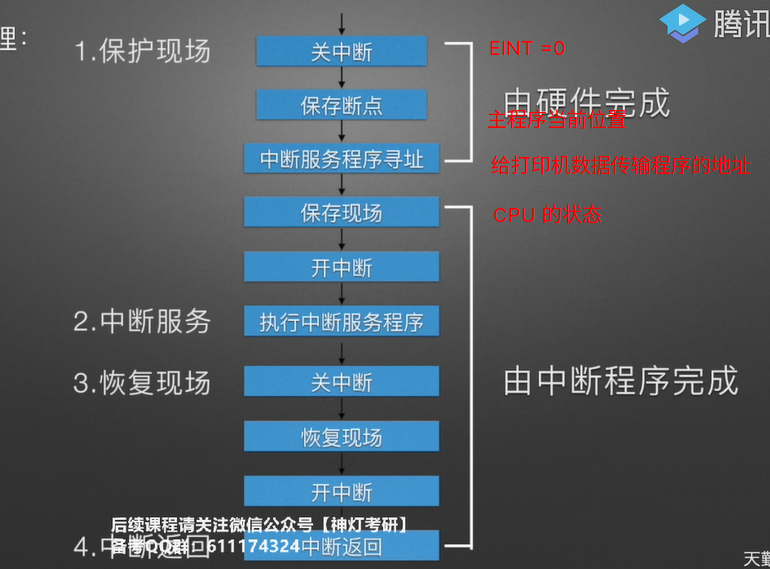 理：
腾讯
1.保护现场
关中断
EINT =0
保存断点
由硬件完成
主程序当前位置
中断服务程序寻址
给打印机数据传输程序的地址
保存现场
CPU 的状态
开中断
2.中断服务
执行中断服务程序
3.恢复现场
关中断
由中断程序完成
恢复现场
开中断
后续课程请关注微信公众号【神灯考研】
备考QQ群：611174324
4.中断返回
中断返回
天勤